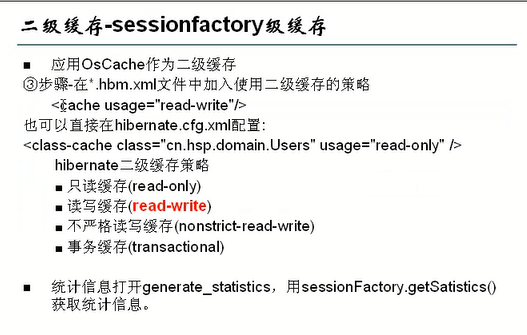 二级缓存-sessionfactory级缓存
■ 应用OsCache作为二级缓存
③步骤-在*.hbm.xml文件中加入使用二级缓存的策略
<cache usage="read-write"/>
也可以直接在hibernate.cfg.xml配置:
<class-cache class="cn.hsp.domain.Users" usage="read-only" />
hibernate二级缓存策略
■ 只读缓存(read-only)
■ 读写缓存(read-write)
■ 不严格读写缓存(nonstrict-read-write)
■ 事务缓存(transactional)
■ 统计信息打开generate_statistics，用sessionFactory.getSatistics()
获取统计信息。